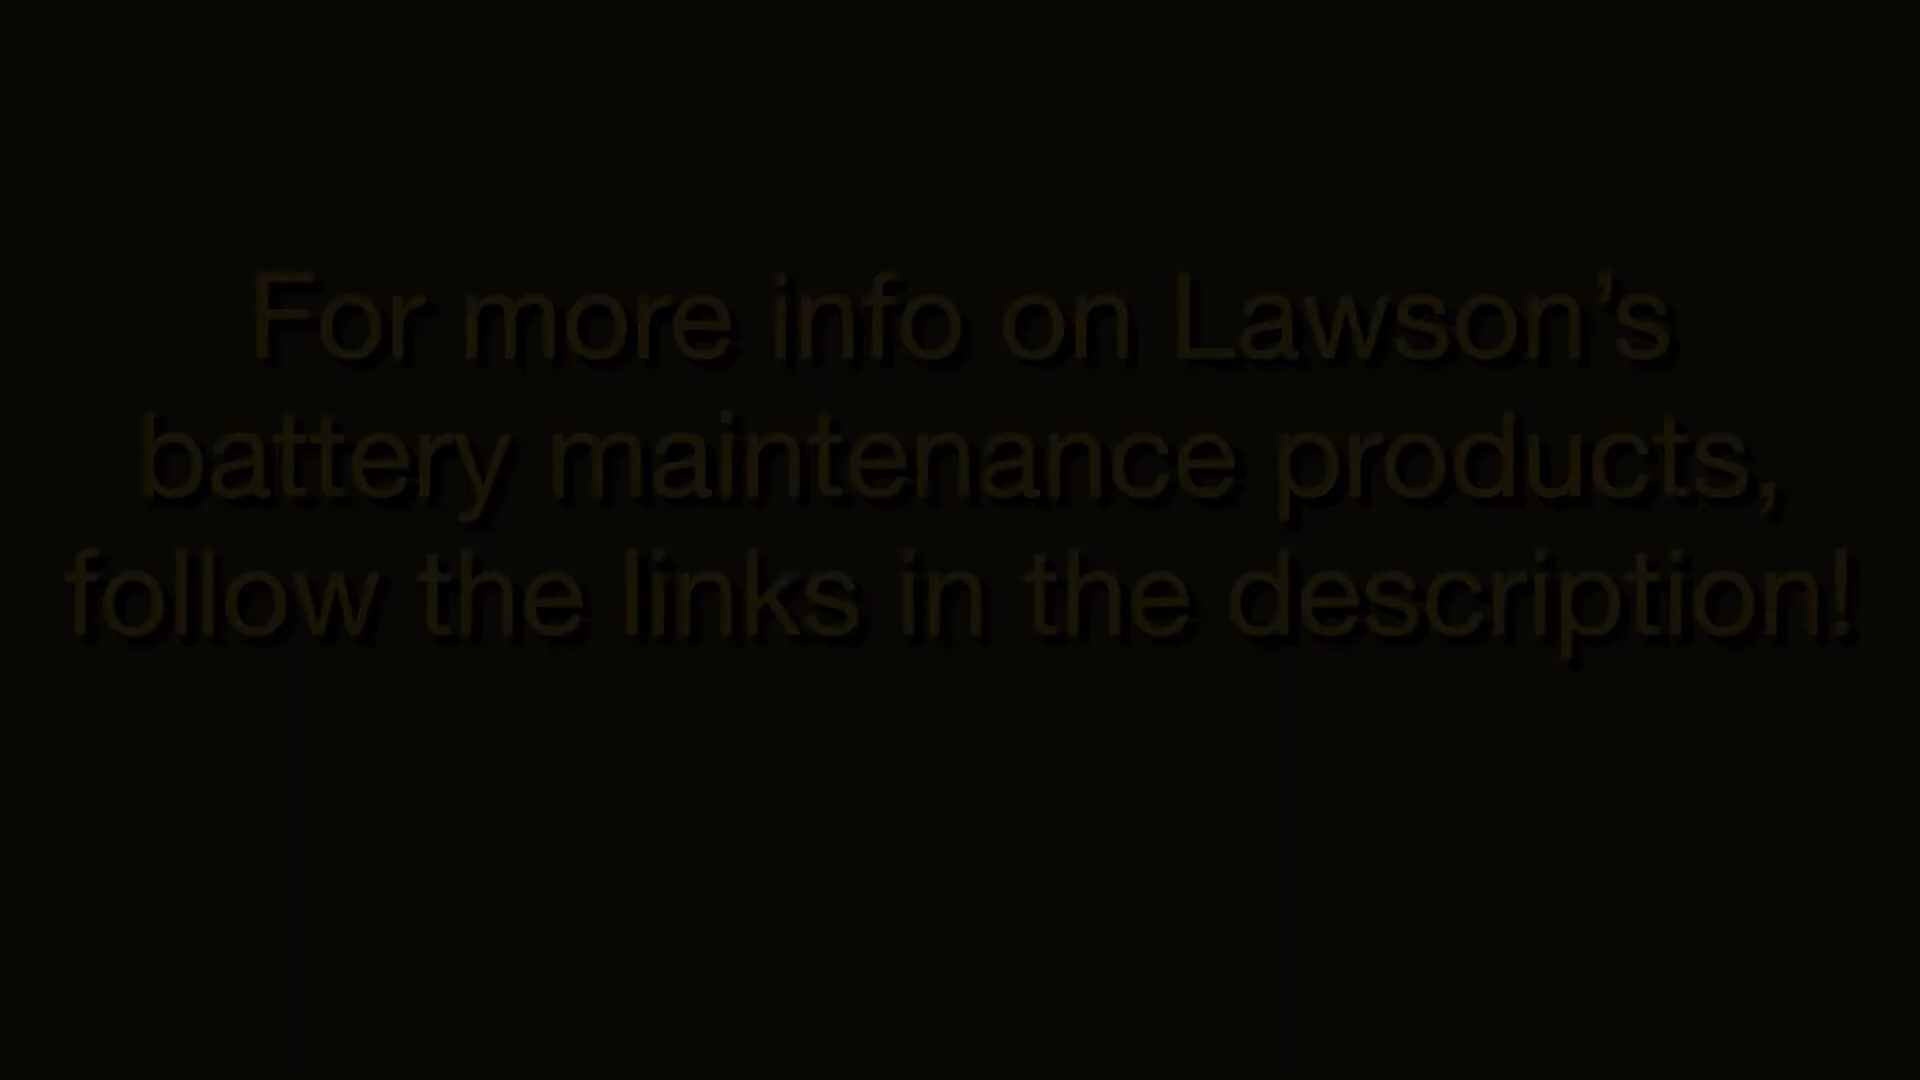 For more info on Lawson’s
battery maintenance products,
follow the links in the description!